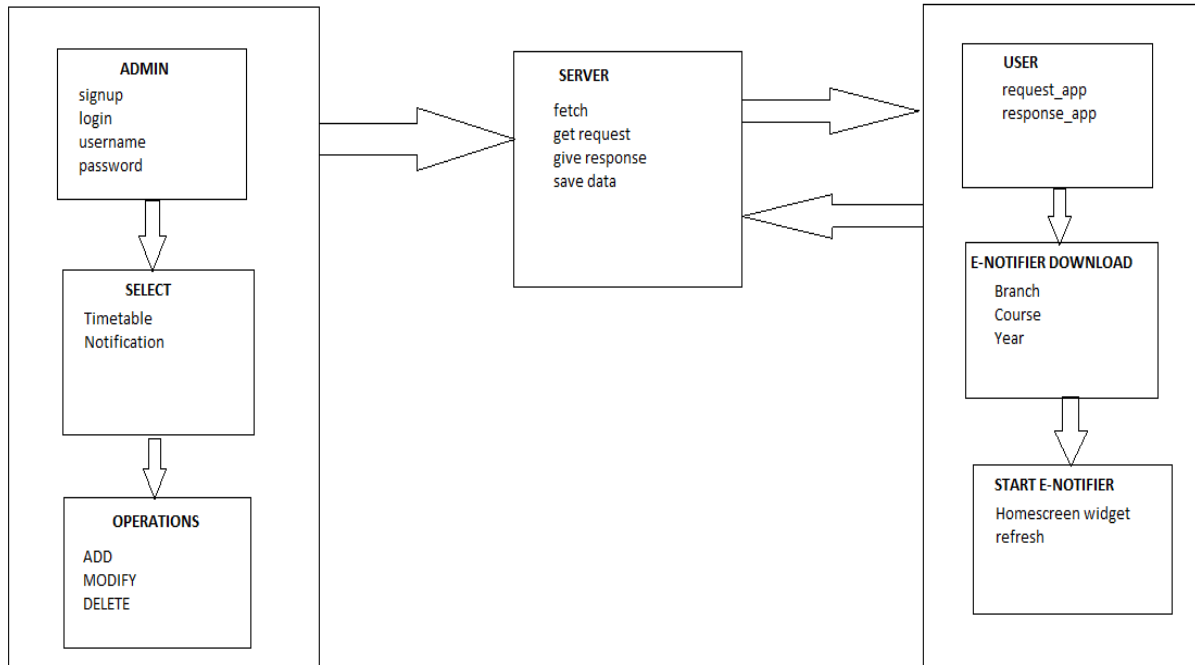 ADMIN
signup
login
username
password
SELECT
Timetable
Notification
OPERATIONS
ADD
MODIFY
DELETE
SERVER
fetch
get request
give response
save data
USER
request_app
response_app
E-NOTIFIER DOWNLOAD
Branch
Course
Year
START E-NOTIFIER
Homescreen widget
refresh